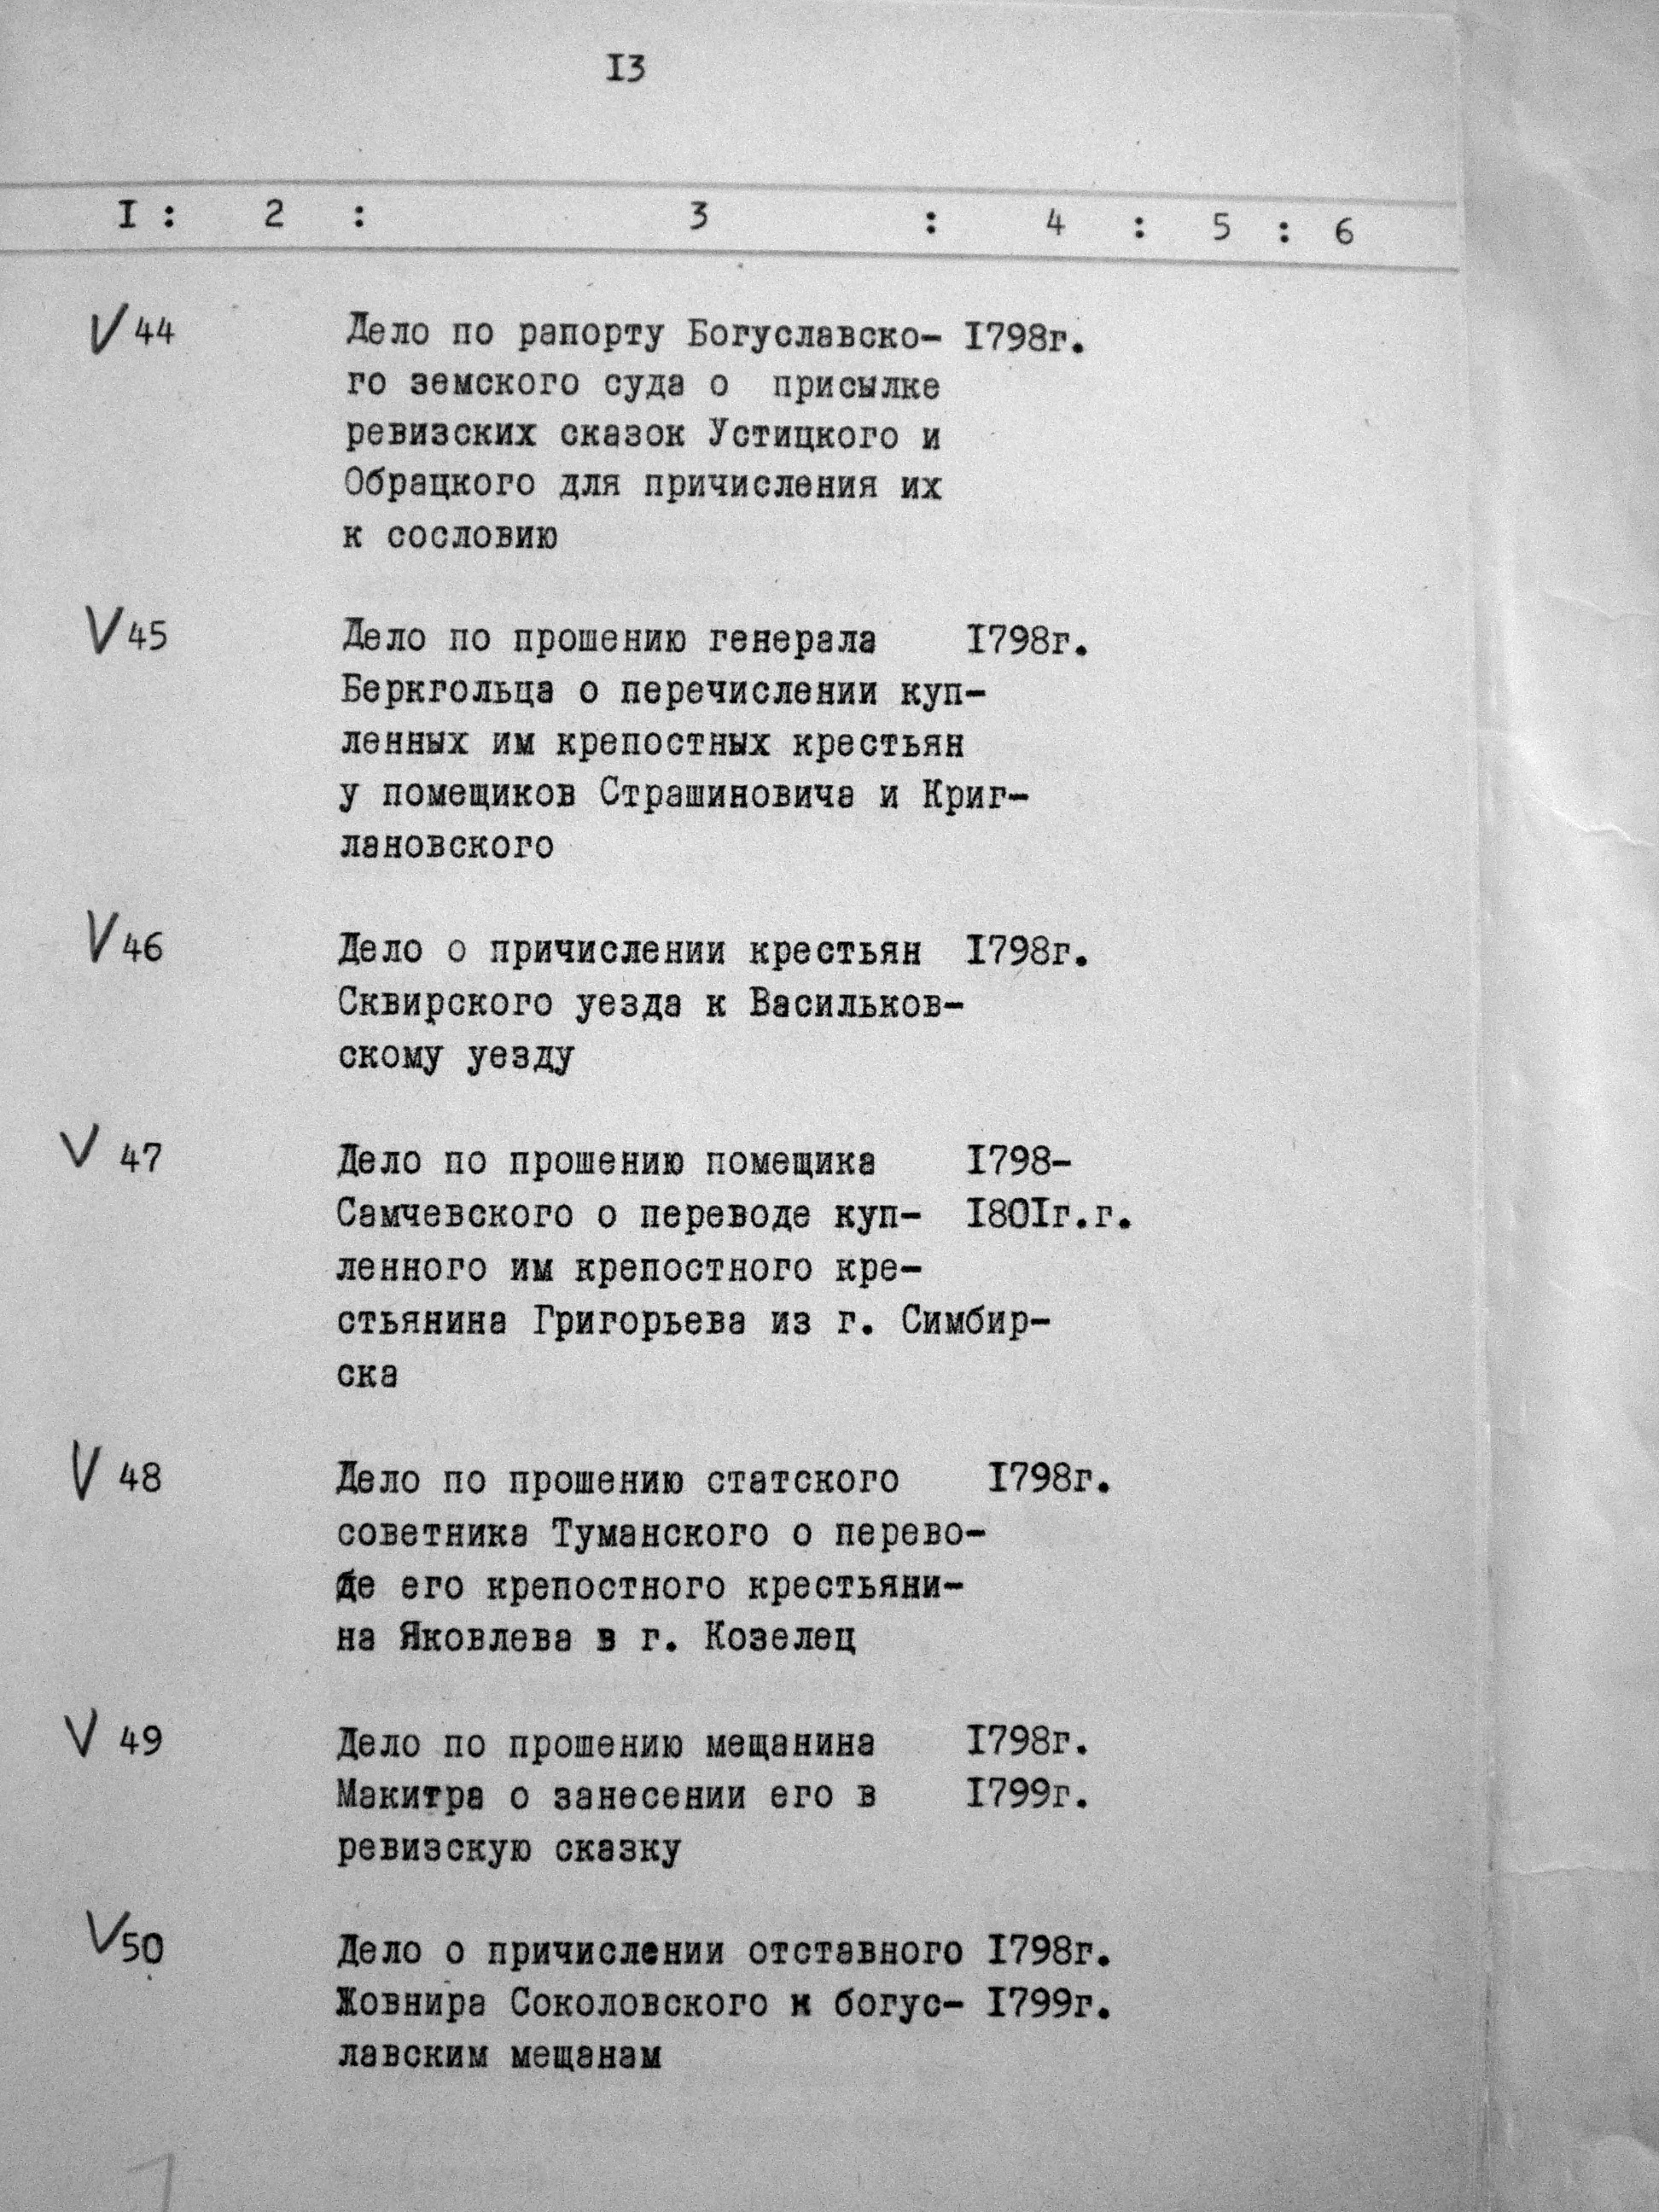 I3
I : 2 : 3 : 4 : 5 : 6
V 44 Дело по рапорту Богуславско- I798г.
го земского суда о присылке
ревизских сказок Устицкого и
Обрацкого для причисления их
к сословию
V 45 Дело по прошению генерала I798г.
Беркгольца о перечислении куп-
ленных им крепостных крестьян
у помещиков Страшиновича и Криг-
лановского
V 46 Дело о причислении крестьян I798г.
Сквирского уезда к Васильков-
скому уезду
V 47 Дело по прошению помещика I798-
Самчевского о переводе куп- I80Iг.г.
ленного им крепостного кре-
стьянина Григорьева из г. Симбир-
ска
V 48 Дело по прошению статского I798г.
советника Туманского о перево-
де его крепостного крестьяни-
на Яковлева в г. Козелец
V 49 Дело по прошению мещанина I798г.
Макитра о занесении его в I799г.
ревизскую сказку
V 50 Дело о причислении отставного I798г.
Жовнира Соколовского к богус- I799г.
лавским мещанам